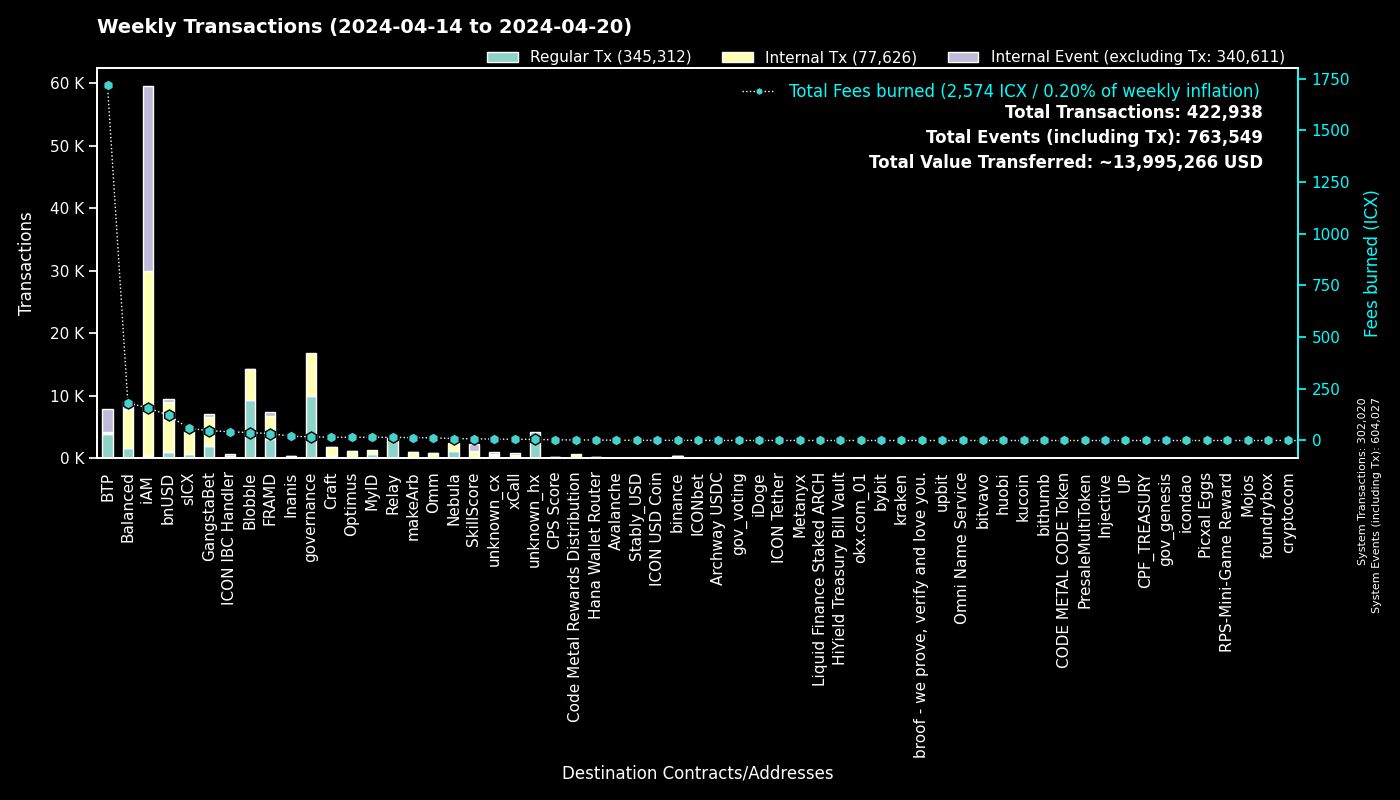 Weekly Transactions (2024-04-14 to 2024-04-20)
Regular Tx (345,312)
Internal Tx (77,626)
Internal Event (excluding Tx: 340,611)
Total Fees burned (2,574 ICX / 0.20% of weekly inflation)
Total Transactions: 422,938
Total Events (including Tx): 763,549
Total Value Transferred: ~13,995,266 USD
Transactions
60 K
50 K
40 K
30 K
20 K
10 K
0 K
1750
1500
1250
1000
750
500
250
0
Fees burned (ICX)
System Transactions: 302,020
System Events (including Tx): 604,027
BTP
Balanced
iAM
bnUSD
sICX
GangstaBet
ICON IBC Handler
Blobble
FRAMD
Inanis
governance
Craft
Optimus
MyID
Relay
makeArb
Omm
Nebula
SkillScore
unknown_cx
xCall
unknown_hx
CPS Score
Code Metal Rewards Distribution
Hana Wallet Router
Avalanche
Stably_USD
ICON USD Coin
binance
ICONbet
Archway USDC
gov_voting
iDoge
ICON Tether
Metanyx
Liquid Finance Staked ARCH
HiYield Treasury Bill Vault
okx.com_01
bybit
kraken
broof - we prove, verify and love you.
upbit
Omni Name Service
bitvavo
huobi
kucoin
bithumb
CODE METAL CODE Token
PresaleMultiToken
Injective
UP
CPF_TREASURY
gov_genesis
icondao
Picxal Eggs
RPS-Mini-Game Reward
Mojos
foundrybox
cryptocom
Destination Contracts/Addresses